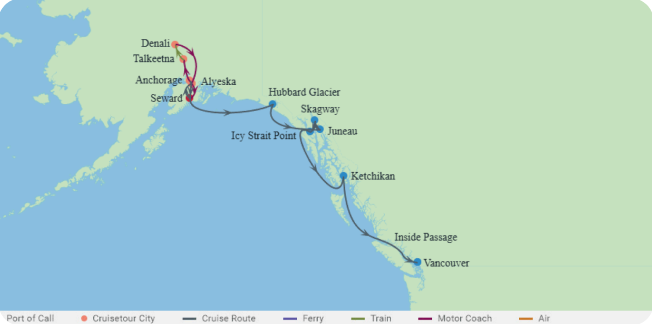 Denali
Talkeetna
Anchorage
Alyeska
Seward
Hubbard Glacier
Skagway
Icy Strait Point
Juneau
Ketchikan
Inside Passage
Vancouver
Port of Call Cruisetour City Cruise Route Ferry Train Motor Coach Air